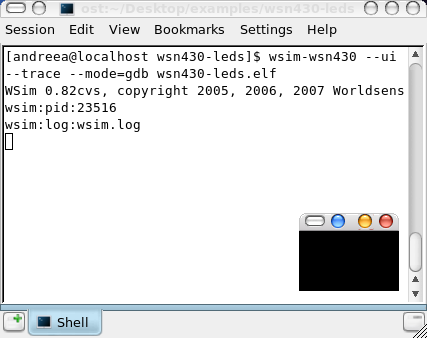 ost:~/Desktop/examples/wsn430-leds
Session Edit View Bookmarks Settings Help
[andreea@localhost wsn430-leds]$ wsim-wsn430 --ui
--trace --mode=gdb wsn430-leds.elf
WSim 0.82cvs, copyright 2005, 2006, 2007 Worldsens
wsim:pid:23516
wsim:log:wsim.log
Shell